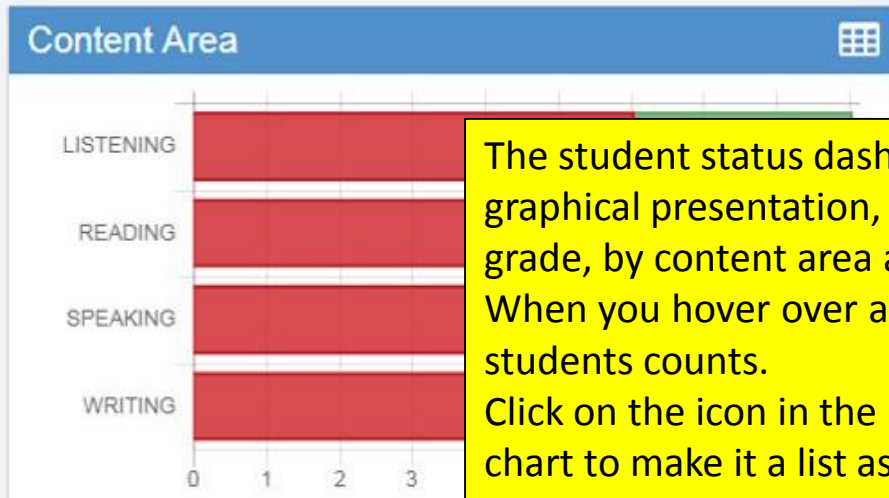 Content Area
LISTENING
READING
SPEAKING
WRITING
0 1 2 3
The student status
graphical presentation,
grade, by content area
When you hover over a
students counts.
Click on the icon in the
chart to make it a list as